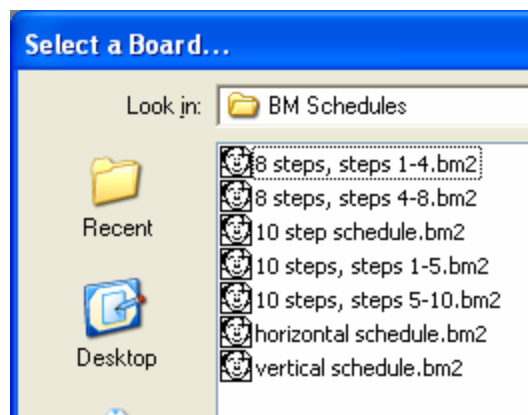 Select a Board...
Look in: BM Schedules
8 steps, steps 1-4.bm2
8 steps, steps 4-8.bm2
Recent
10 step schedule.bm2
10 steps, steps 1-5.bm2
10 steps, steps 5-10.bm2
horizontal schedule.bm2
Desktop
vertical schedule.bm2